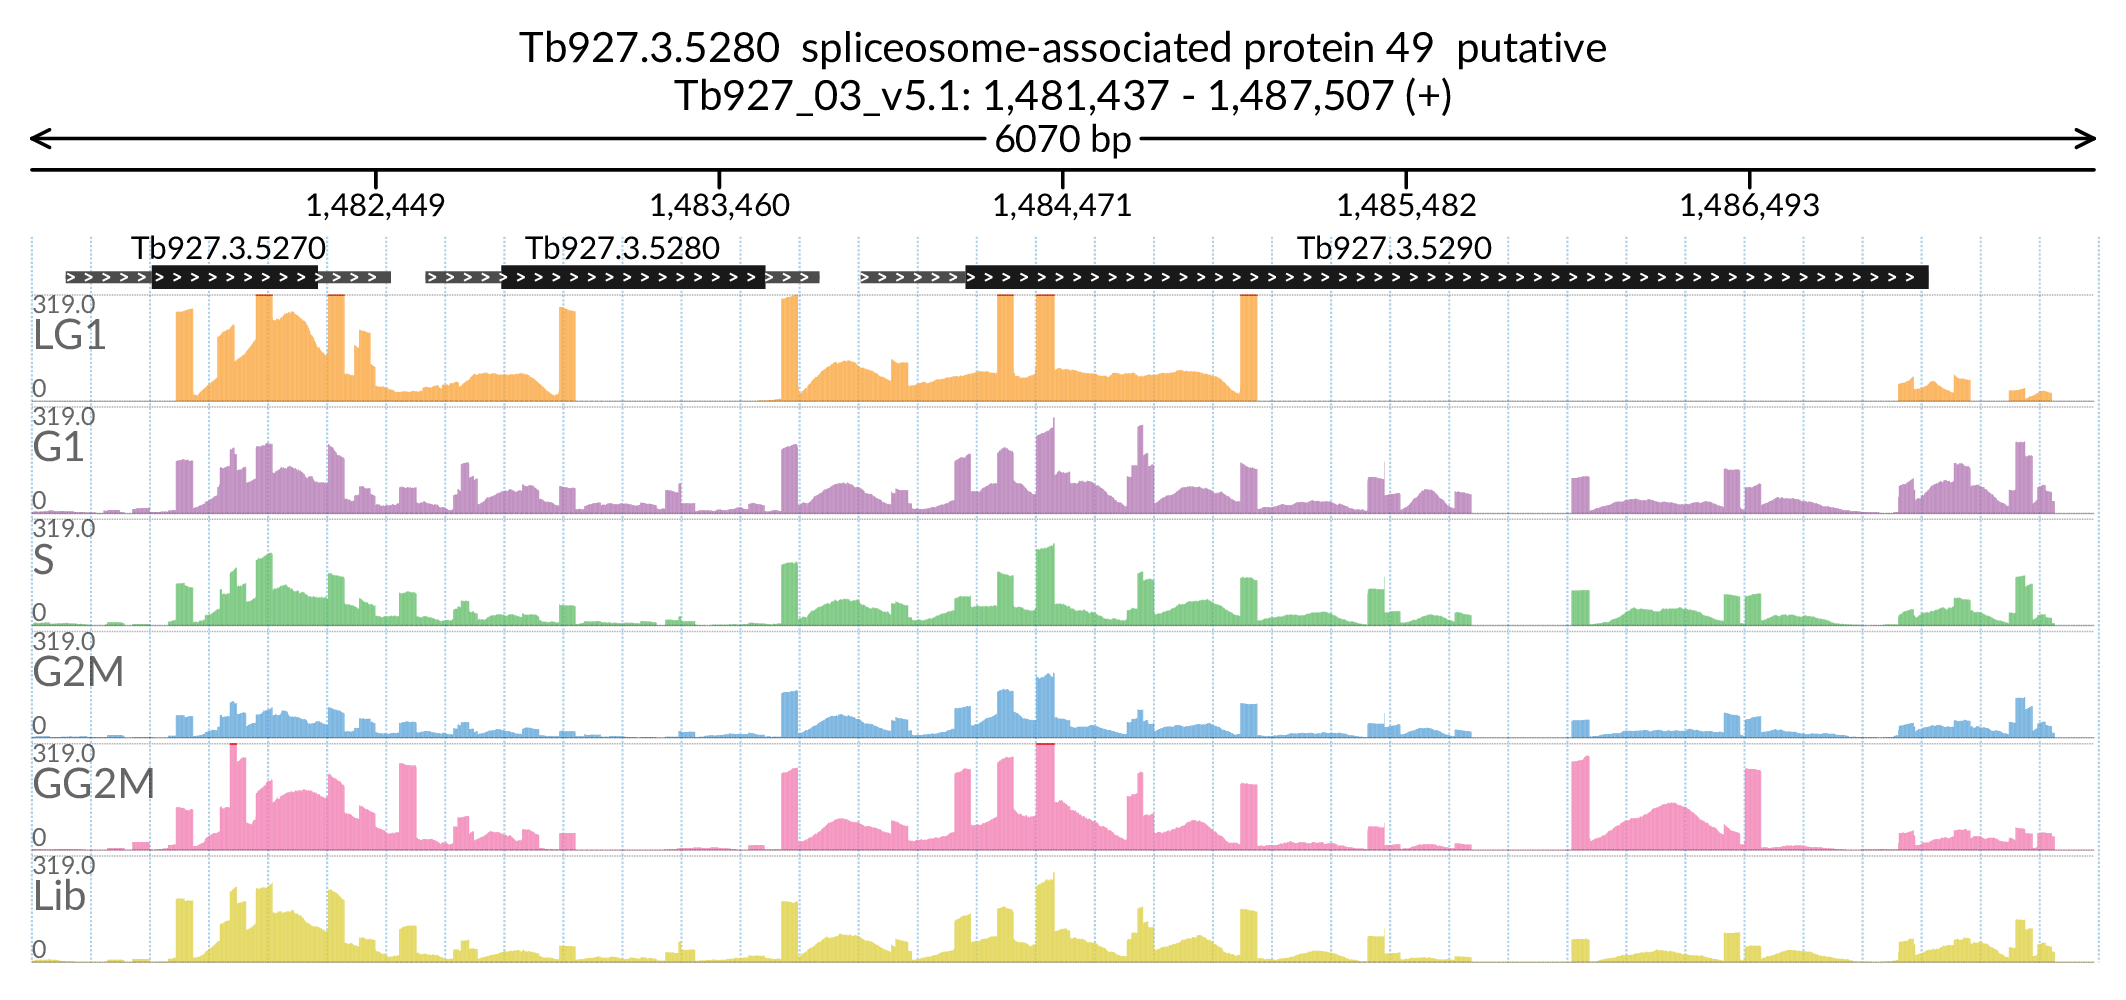 Tb927.3.5280  spliceosome-associated protein 49  putative
Tb927_03_v5.1: 1,481,437 - 1,487,507 (+)
6070 bp
1,482,449 1,483,460 1,484,471 1,485,482 1,486,493
Tb927.3.5270 Tb927.3.5280 Tb927.3.5290
319.0
LG1
0
319.0
G1
0
319.0
S
0
319.0
G2M
0
319.0
GG2M
0
319.0
Lib
0